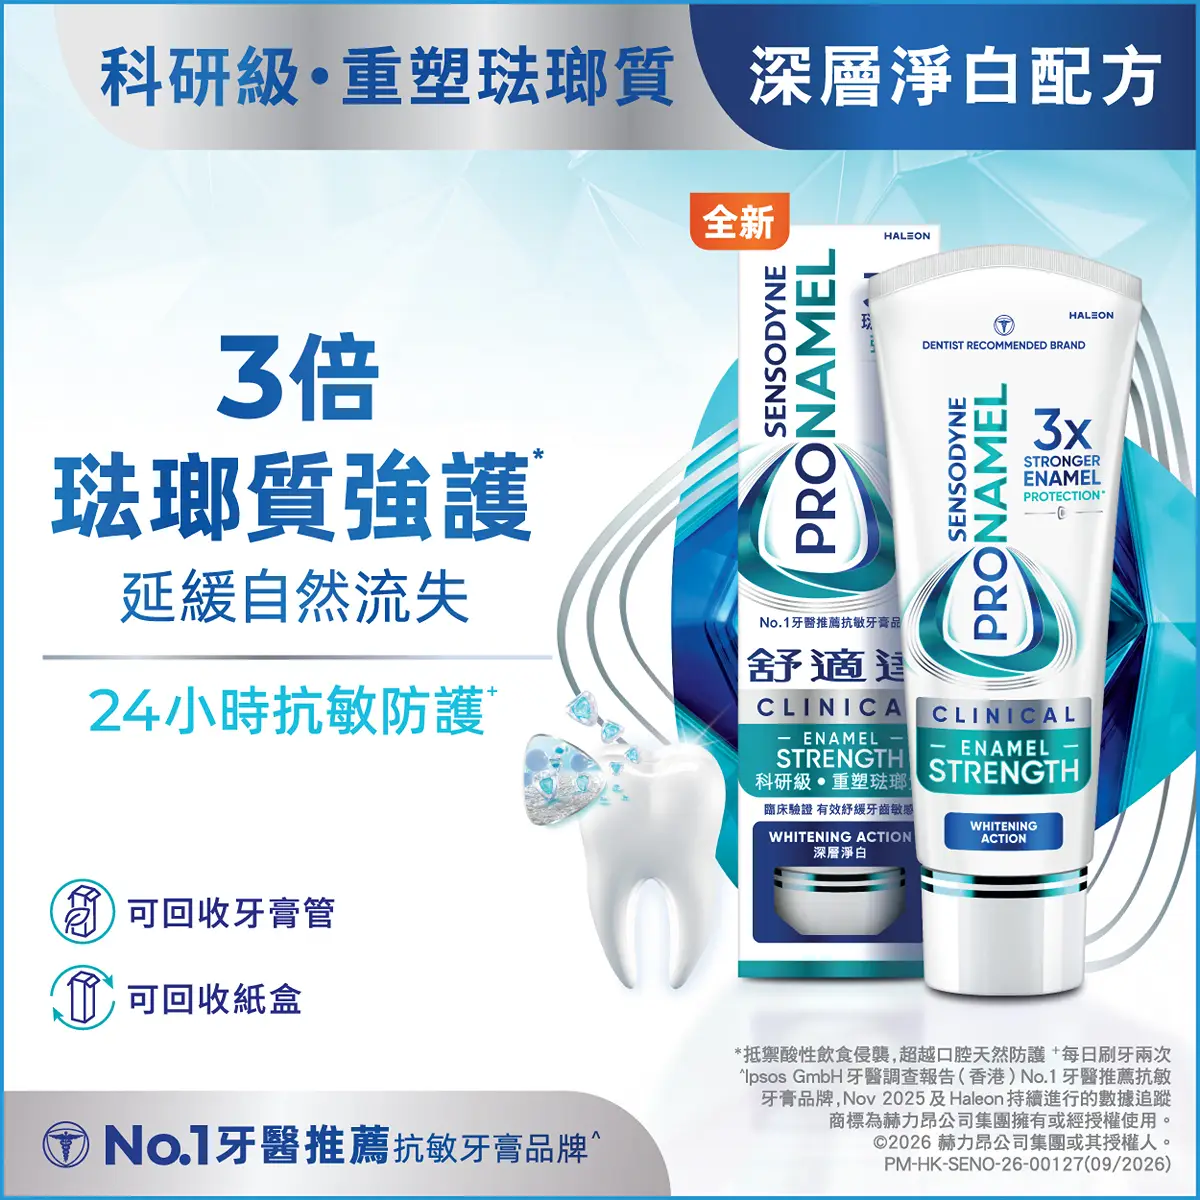 科研級•重塑琺瑯質
深層淨白配方
全新
3倍
琺瑯質強護*
延緩自然流失
24小時抗敏防護+
可回收牙膏管
可回收紙盒
HALEON
SENSODYNE
PRONAMEL
No.1牙醫推薦抗敏牙膏品
舒適達
CLINICA
ENAMEL
STRENGTH
科研級•重塑琺瑯
臨床驗證 有效紓緩牙齒敏感
WHITENING ACTION
深層淨白
HALEON
DENTIST RECOMMENDED BRAND
SENSODYNE
PRONAMEL
3x
STRONGER
ENAMEL
PROTECTION*
CLINICAL
ENAMEL
STRENGTH
WHITENING
ACTION
*抵禦酸性飲食侵襲,超越口腔天然防護 +每日刷牙兩次
^Ipsos GmbH 牙醫調查報告(香港)No.1 牙醫推薦抗敏
牙膏品牌,Nov 2025 及 Haleon 持續進行的數據追蹤
商標為赫力昂公司集團擁有或經授權使用。
©2026 赫力昂公司集團或其授權人。
PM-HK-SENO-26-00127(09/2026)
No.1牙醫推薦抗敏牙膏品牌^